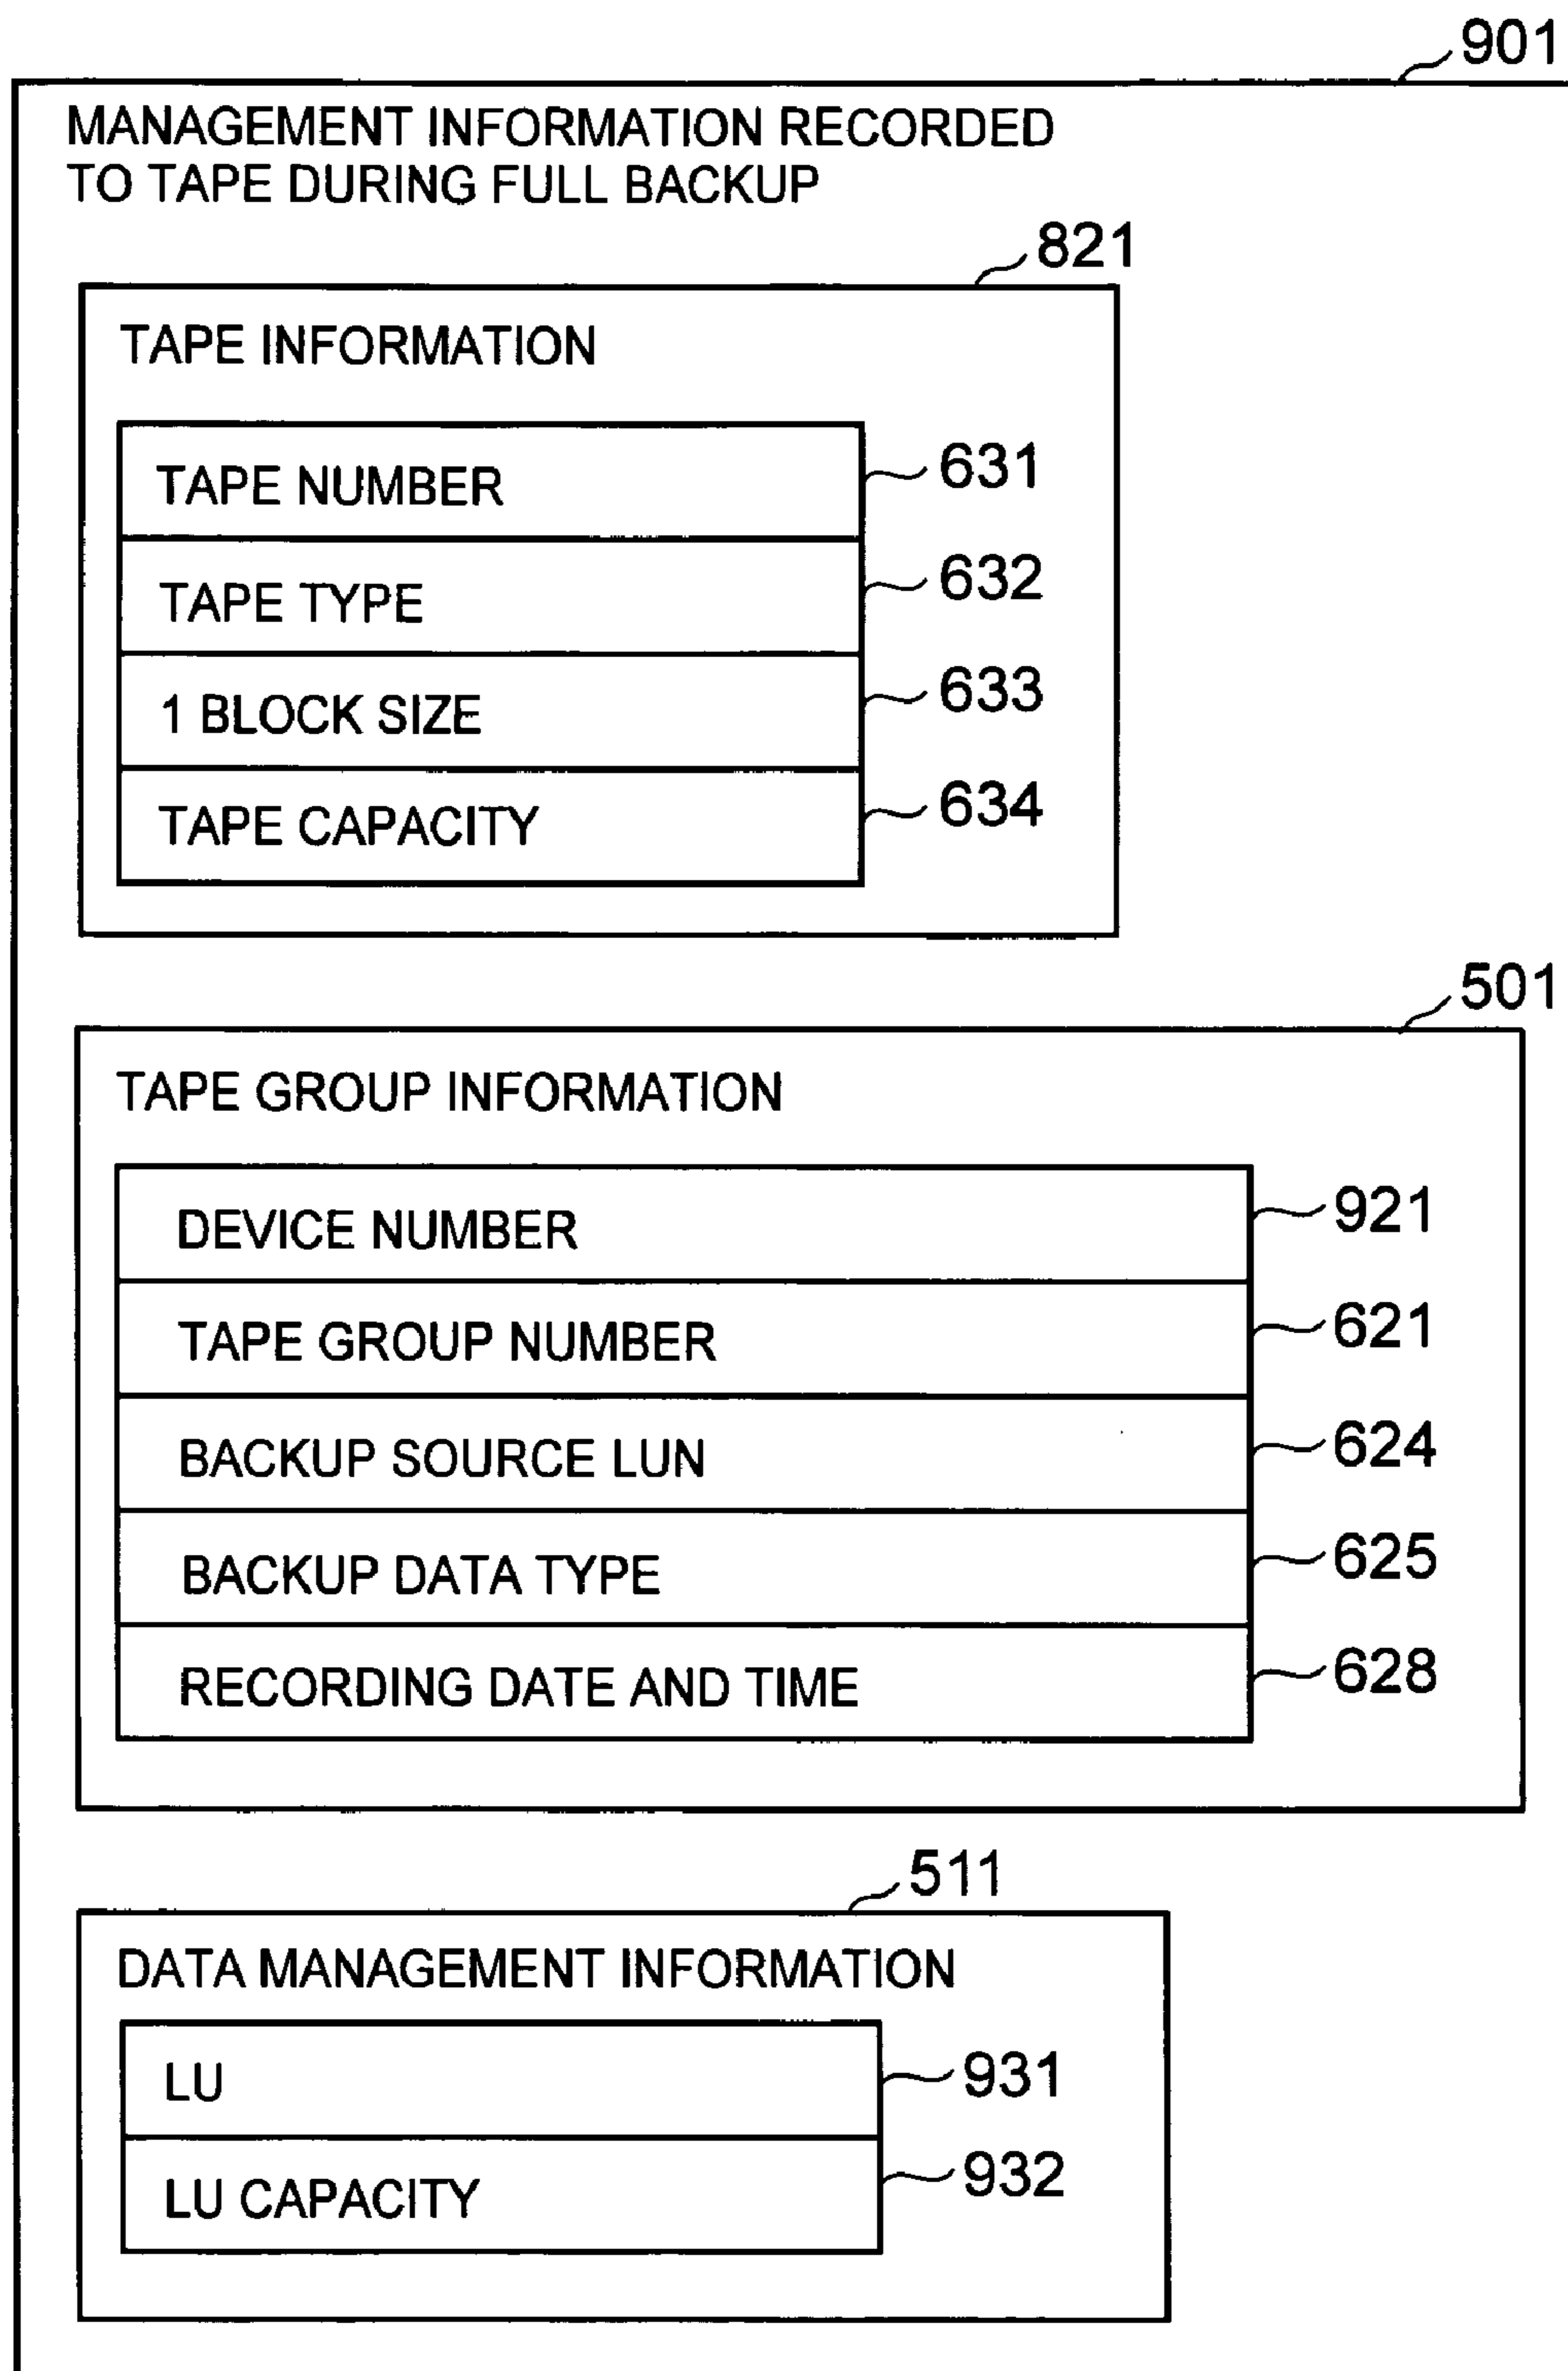 901
MANAGEMENT INFORMATION RECORDED
TO TAPE DURING FULL BACKUP
821
TAPE INFORMATION
TAPE NUMBER 631
TAPE TYPE 632
1 BLOCK SIZE 633
TAPE CAPACITY 634
501
TAPE GROUP INFORMATION
DEVICE NUMBER 921
TAPE GROUP NUMBER 621
BACKUP SOURCE LUN 624
BACKUP DATA TYPE 625
RECORDING DATE AND TIME 628
511
DATA MANAGEMENT INFORMATION
LU 931
LU CAPACITY 932